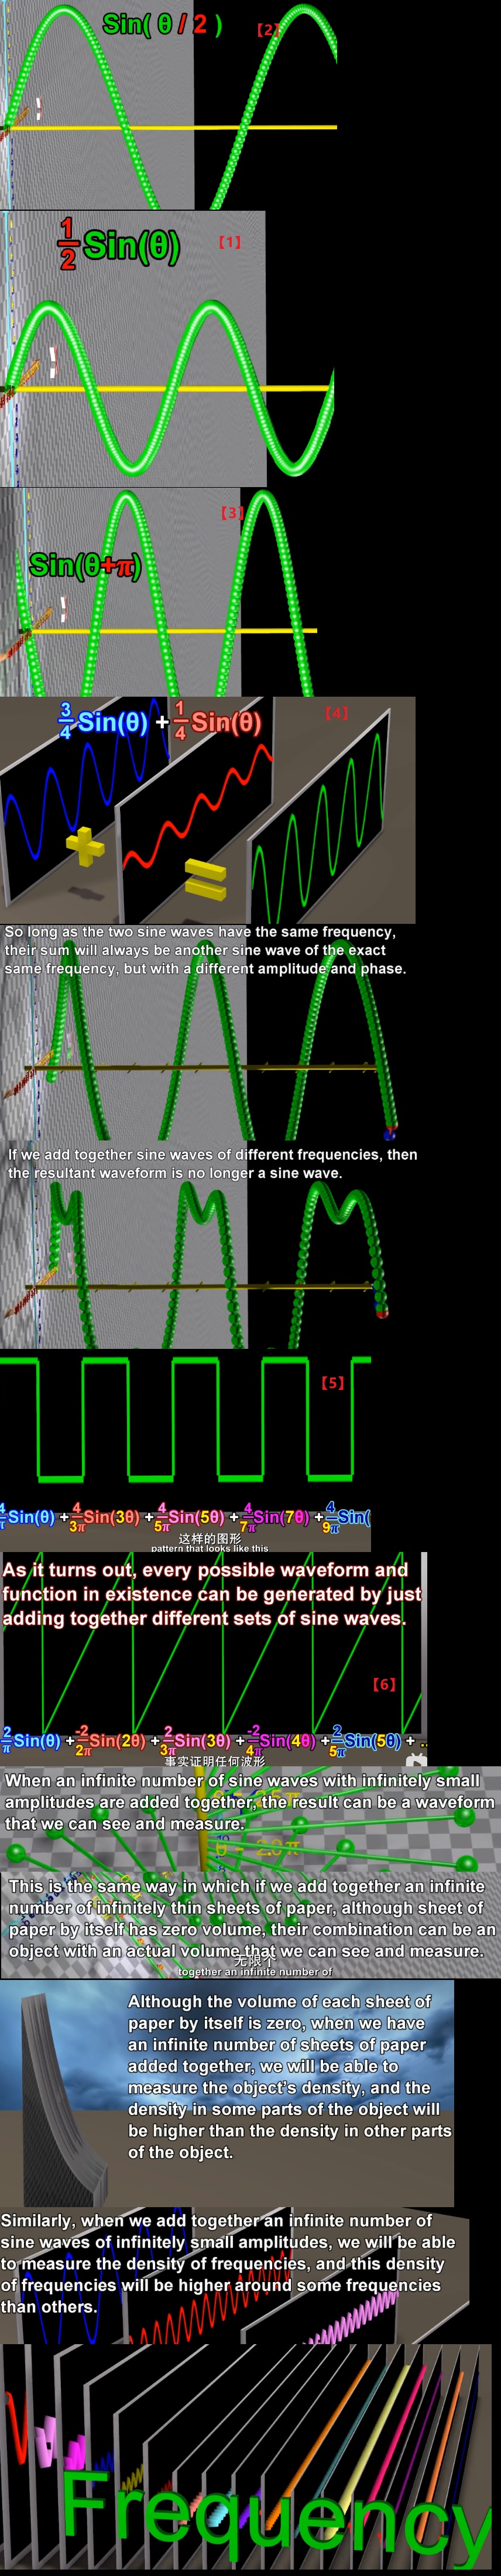 Sin( θ / 2 ) 【2】
1/2 Sin(θ) 【1】
【3】
Sin(θ+π)
3/4 Sin(θ) + 1/4 Sin(θ) 【4】
So long as the two sine waves have the same frequency,
their sum will always be another sine wave of the exact
same frequency, but with a different amplitude and phase.
If we add together sine waves of different frequencies, then
the resultant waveform is no longer a sine wave.
【5】
4/π Sin(θ) + 4/3π Sin(3θ) + 4/5π Sin(5θ) + 4/7π Sin(7θ) + 4/9π Sin(
这样的图形
pattern that looks like this
As it turns out, every possible waveform and
function in existence can be generated by just
adding together different sets of sine waves.
【6】
2/π Sin(θ) + -2/2π Sin(2θ) + 2/3π Sin(3θ) + -2/4π Sin(4θ) + 2/5π Sin(5θ) + ..
事实证明任何波形
When an infinite number of sine waves with infinitely small
amplitudes are added together, the result can be a waveform
that we can see and measure.
This is the same way in which if we add together an infinite
number of infinitely thin sheets of paper, although sheet of
paper by itself has zero volume, their combination can be an
object with an actual volume that we can see and measure.
无限个
together an infinite number of
Although the volume of each sheet of
paper by itself is zero, when we have
an infinite number of sheets of paper
added together, we will be able to
measure the object's density, and the
density in some parts of the object will
be higher than the density in other parts
of the object.
Similarly, when we add together an infinite number of
sine waves of infinitely small amplitudes, we will be able
to measure the density of frequencies, and this density
of frequencies will be higher around some frequencies
than others.
Frequency